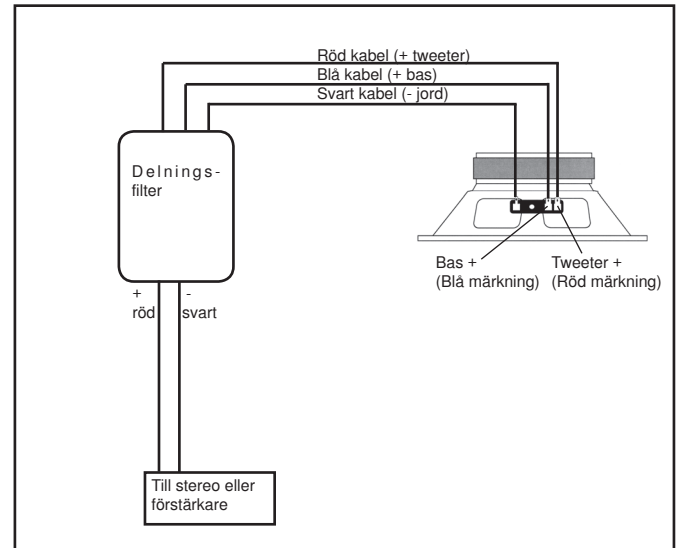 Röd kabel (+ tweeter)
Blå kabel (+ bas)
Svart kabel (- jord)
Delnings-
filter
Bas +
(Blå märkning)
Tweeter +
(Röd märkning)
+ -
röd svart
Till stereo eller
förstärkare